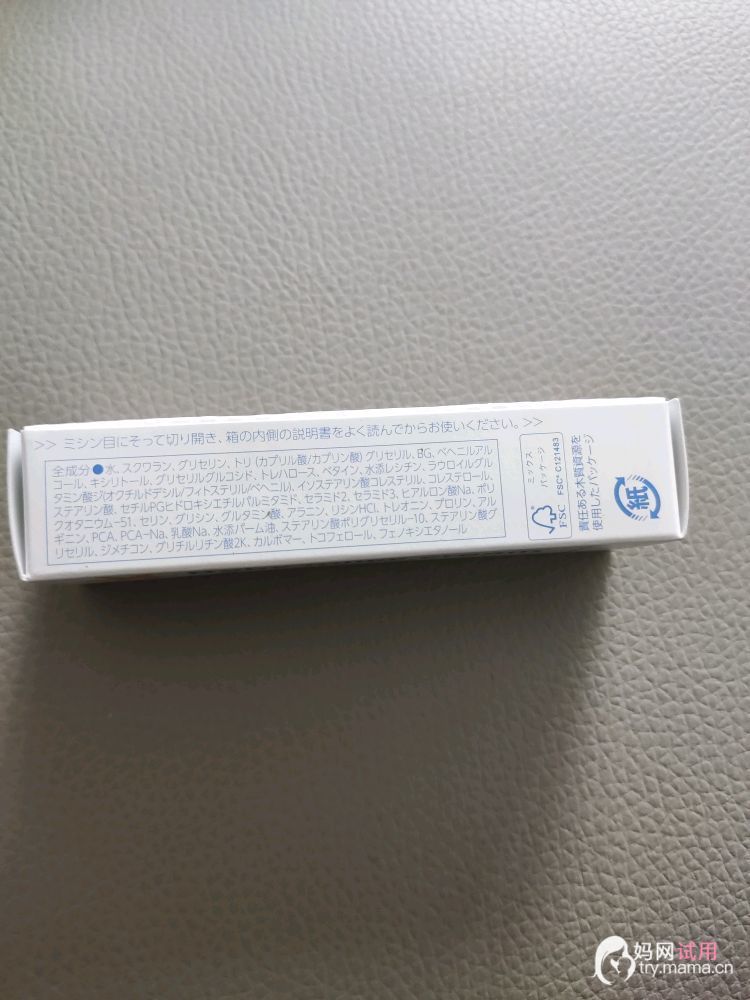 >> ミシン目にそって切り開き、箱の内側の説明書をよく読んでからお使いください。>>
全成分●水、スクワラン、グリセリン、トリ(カプリル酸/カプリン酸)グリセリル、BG、ベヘニルアル
コール、キシリトール、グリセリルグルコシド、トレハロース、ベタイン、水添レシチン、ラウロイルグル
タミン酸ジ(オクチルドデシル/フィトステリル/ベヘニル)、イソステアリン酸コレステリル、コレステロール、
ステアリン酸、セチルPGヒドロキシエチルパルミタミド、セラミド2、セラミド3、ヒアルロン酸Na、ポリ
クオタニウム-51、セリン、グリシン、グルタミン酸、アラニン、リシンHCl、トレオニン、プロリン、アル
ギニン、PCA、PCA-Na、乳酸Na、水添パーム油、ステアリン酸ポリグリセリル-10、ステアリン酸グ
リセリル、ジメチコン、グリチルリチン酸2K、カルボマー、トコフェロール、フェノキシエタノール
ミックス
パッケージ
FSC® C121483
FSC
責任ある木質資源を
使用したパッケージ
紙
妈网试用
try.mama.cn